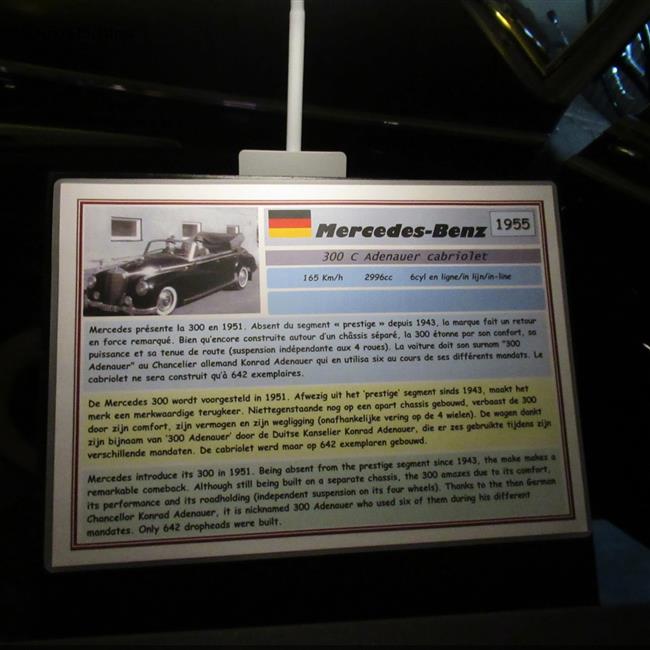 Mercedes-Benz
1955
300 C Adenauer cabriolet
165 Km/h 2996cc 6cyl en ligne/in lijn/in-line
Mercedes présente la 300 en 1951. Absent du segment « prestige » depuis 1943, la marque fait un retour
en force remarqué. Bien qu'encore construite autour d'un châssis séparé, la 300 étonne par son confort, sa
puissance et sa tenue de route (suspension indépendante aux 4 roues). La voiture doit son surnom "300
Adenauer" au Chancelier allemand Konrad Adenauer qui en utilisa six au cours de ses différents mandats. Le
cabriolet ne sera construit qu'à 642 exemplaires.
De Mercedes 300 wordt voorgesteld in 1951. Afwezig uit het 'prestige' segment sinds 1943, maakt het
merk een merkwaardige terugkeer. Niettegenstaande nog op een apart chassis gebouwd, verbaast de 300
door zijn comfort, zijn vermogen en zijn wegligging (onafhankelijke vering op de 4 wielen). De wagen dankt
zijn bijnaam van '300 Adenauer' door de Duitse Kanselier Konrad Adenauer, die er zes gebruikte tijdens zijn
verschillende mandaten. De cabriolet werd maar op 642 exemplaren gebouwd.
Mercedes introduce its 300 in 1951. Being absent from the prestige segment since 1943, the make makes a
remarkable comeback. Although still being built on a separate chassis, the 300 amazes due to its comfort,
its performance and its roadholding (independent suspension on its four wheels). Thanks to the then German
Chancellor Konrad Adenauer, it is nicknamed 300 Adenauer who used six of them during his different
mandates. Only 642 dropheads were built.